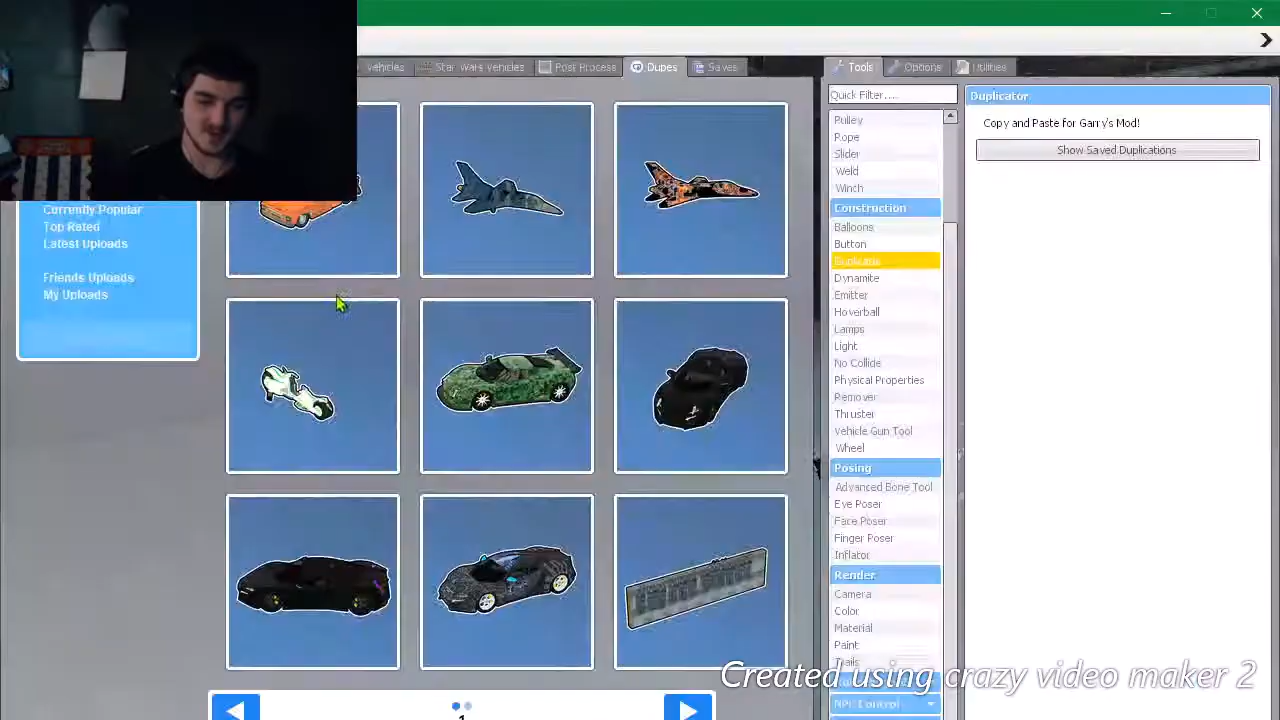 Vehicles
Star Wars Vehicles
Post Process
Dupes
Saves
Tools
Options
Utilities
Currently Popular
Top Rated
Latest Uploads
Friends Uploads
My Uploads
1
Quick Filter....
Pulley
Rope
Slider
Weld
Winch
Construction
Balloons
Button
Duplicator
Dynamite
Emitter
Hoverball
Lamps
Light
No Collide
Physical Properties
Remover
Thruster
Vehicle Gun Tool
Wheel
Posing
Advanced Bone Tool
Eye Poser
Face Poser
Finger Poser
Inflator
Render
Camera
Color
Material
Paint
Trails
NPC Control
Duplicator
Copy and Paste for Garry's Mod!
Show Saved Duplications
Created using crazy video maker 2